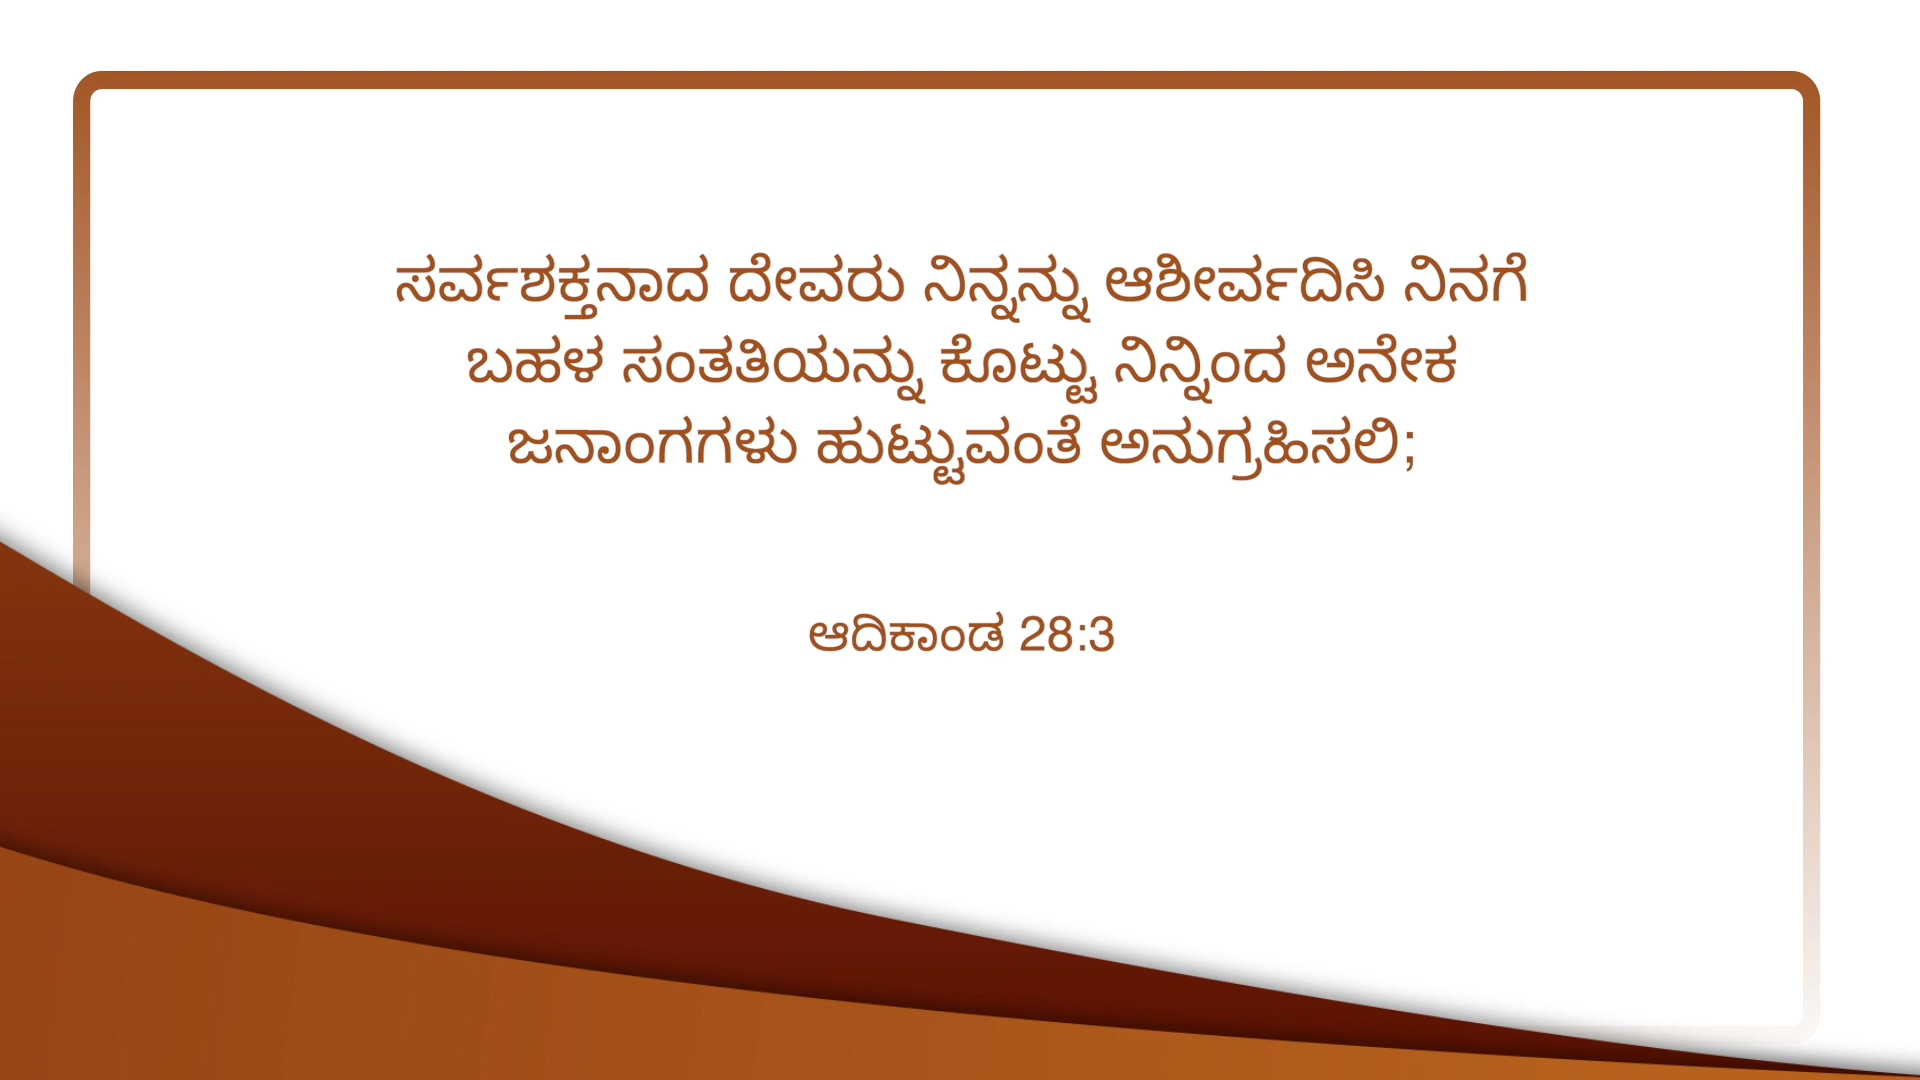 ಸರ್ವಶಕ್ತನಾದ ದೇವರು ನಿನ್ನನ್ನು ಆಶೀರ್ವದಿಸಿ ನಿನಗೆ
ಬಹಳ ಸಂತತಿಯನ್ನು ಕೊಟ್ಟು ನಿನ್ನಿಂದ ಅನೇಕ
ಜನಾಂಗಗಳು ಹುಟ್ಟುವಂತೆ ಅನುಗ್ರಹಿಸಲಿ;
ಆದಿಕಾಂಡ 28:3